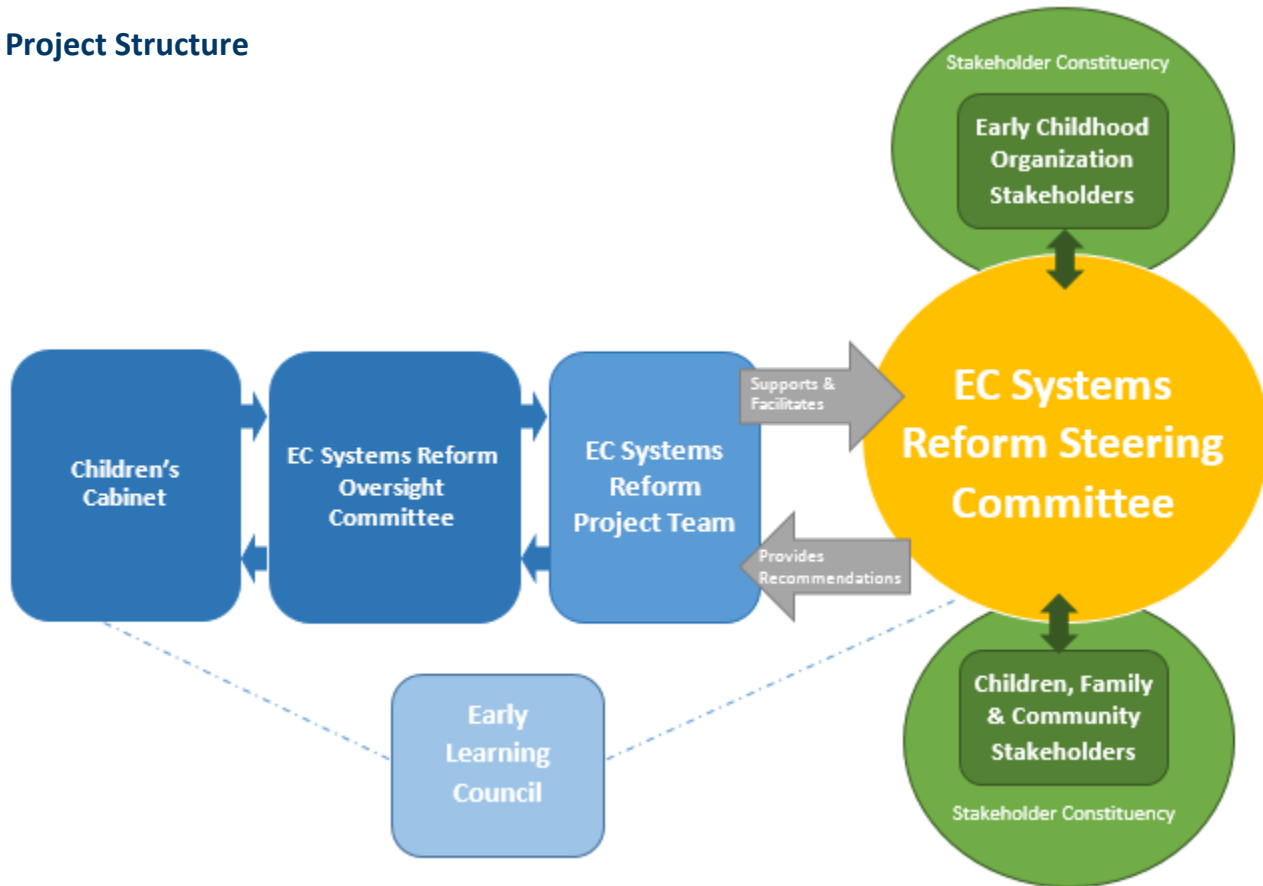 Project Structure
Stakeholder Constituency
Early Childhood
Organization
Stakeholders
Children's
Cabinet
EC Systems Reform
Oversight
Committee
EC Systems
Reform
Project Team
Supports &
Facilitates
Provides
Recommendations
EC Systems
Reform Steering
Committee
Early
Learning
Council
Children, Family
& Community
Stakeholders
Stakeholder Constituency